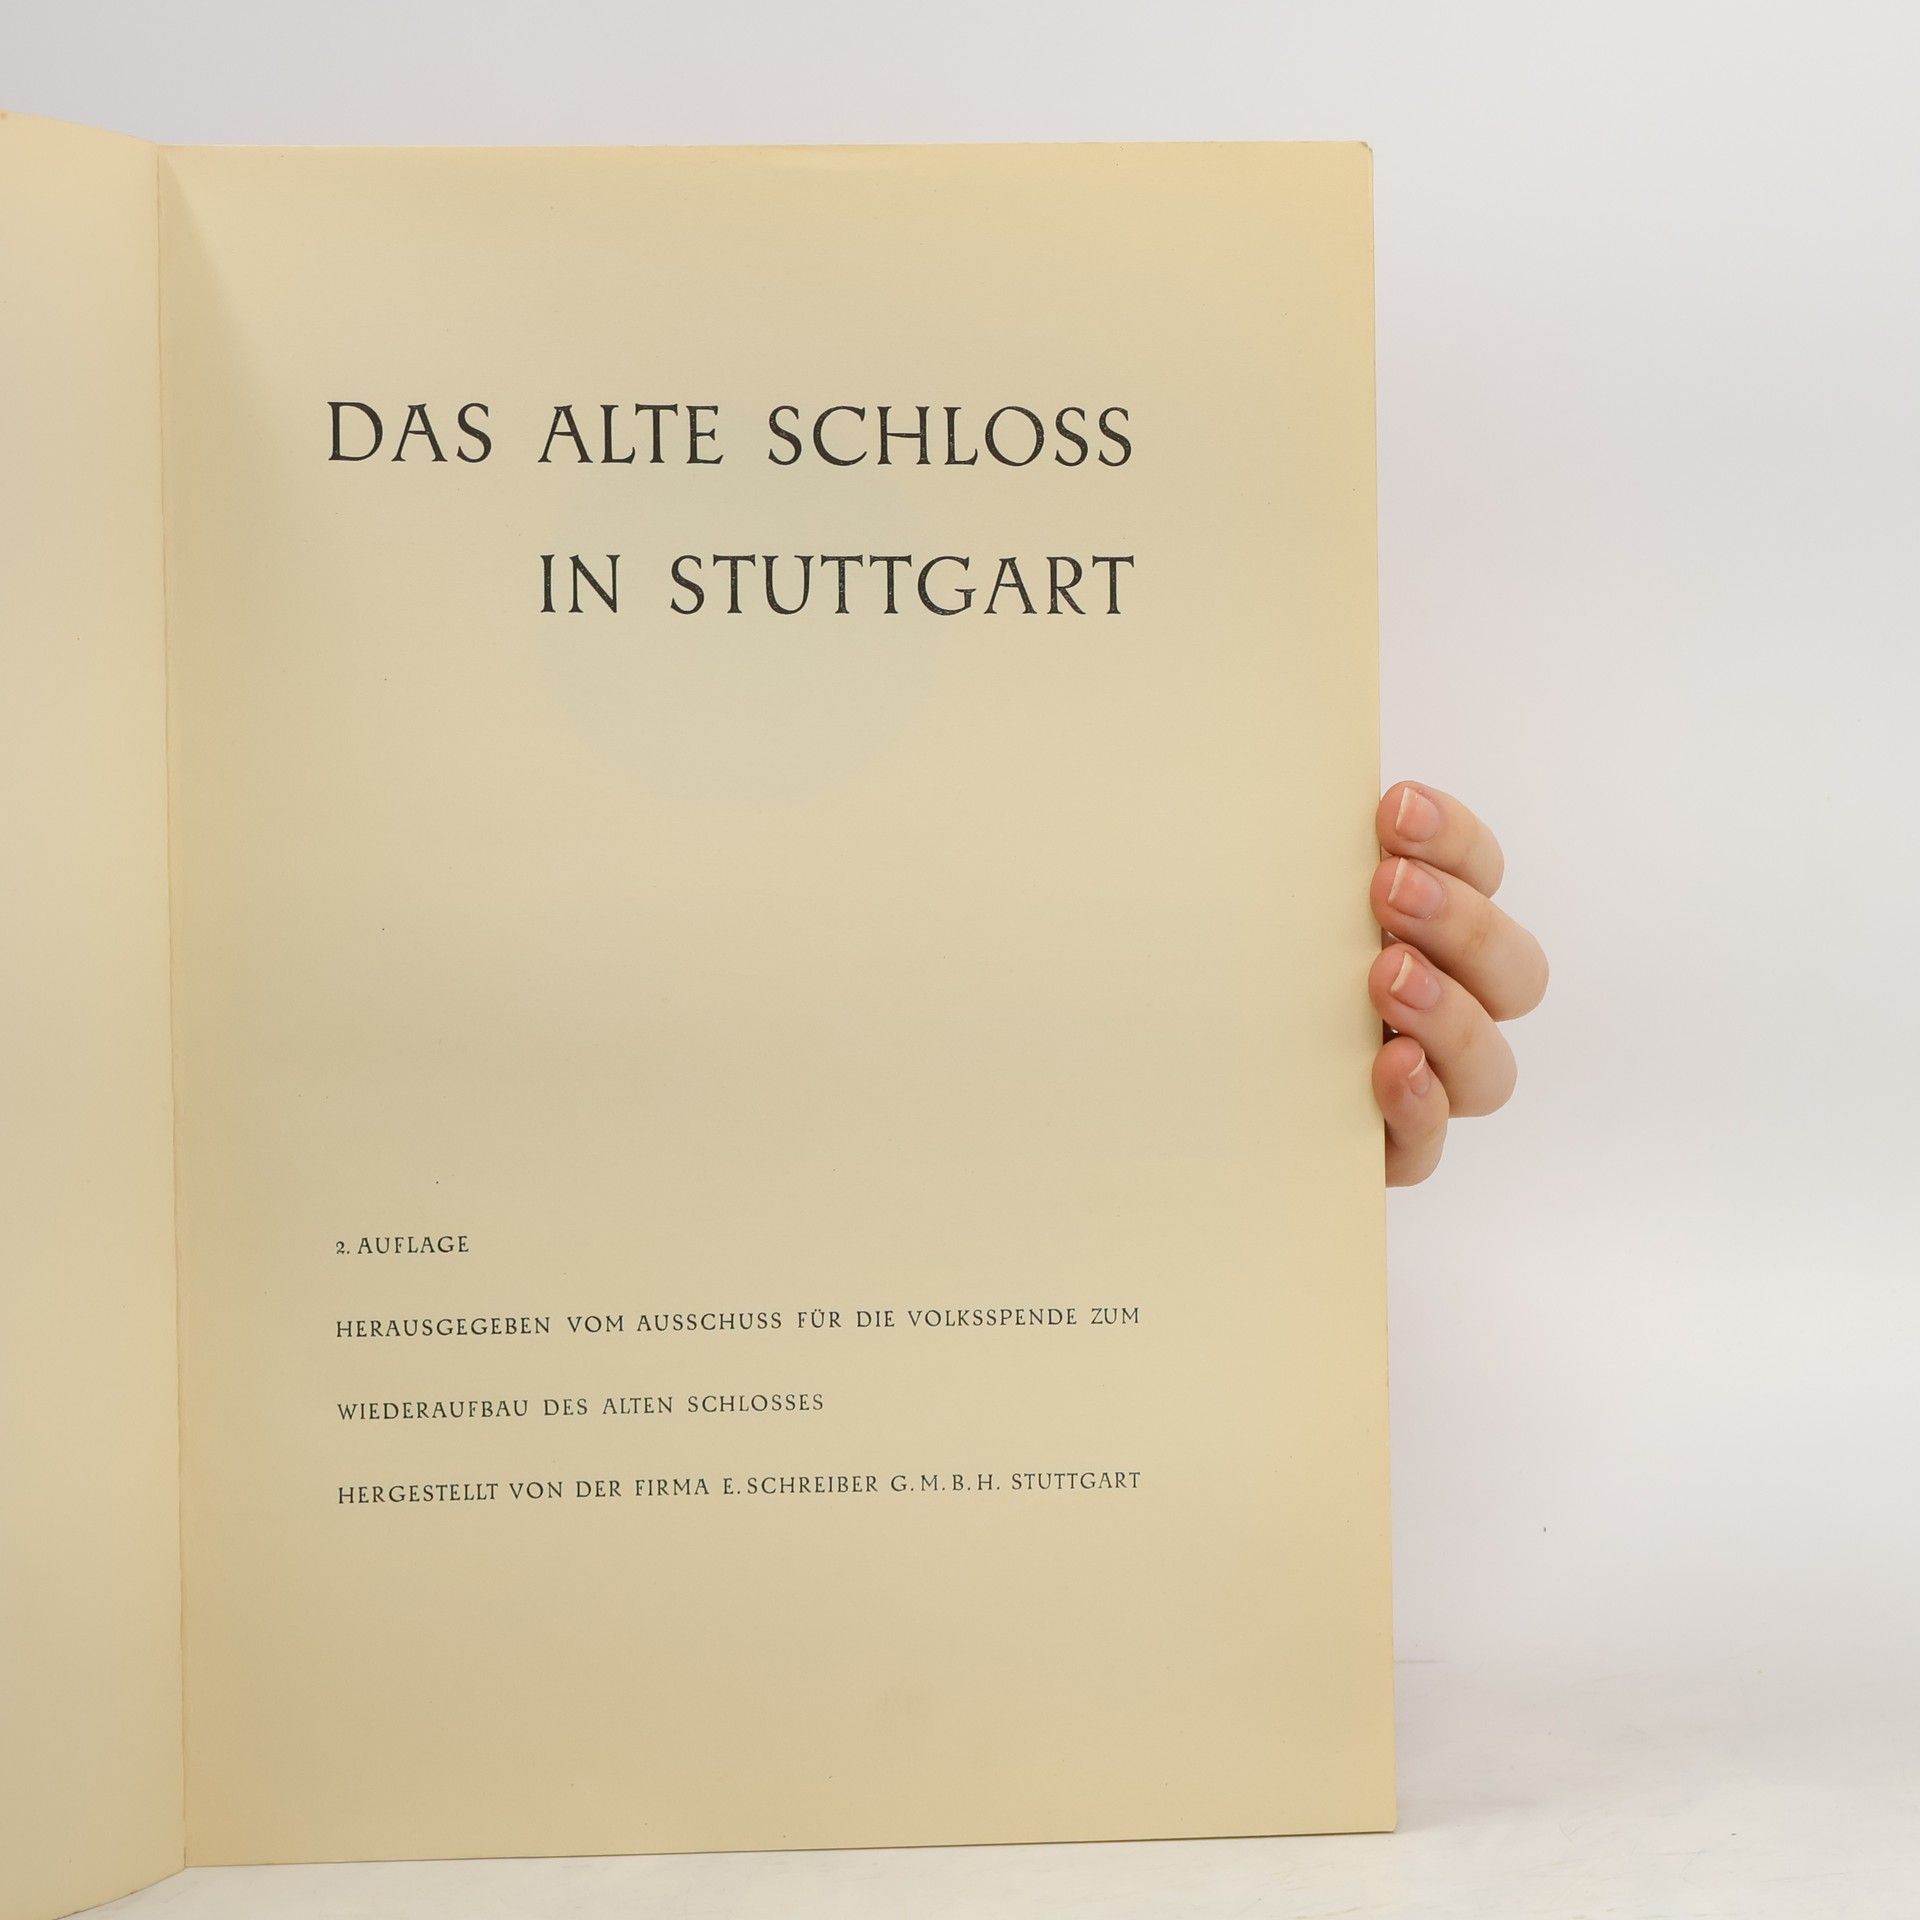 DAS ALTE SCHLOSS
IN STUTTGART
2. AUFLAGE
HERAUSGEGEBEN VOM AUSSCHUSS FÜR DIE VOLKSSPENDE ZUM
WIEDERAUFBAU DES ALTEN SCHLOSSES
HERGESTELLT VON DER FIRMA E. SCHREIBER G.M.B.H. STUTTGART